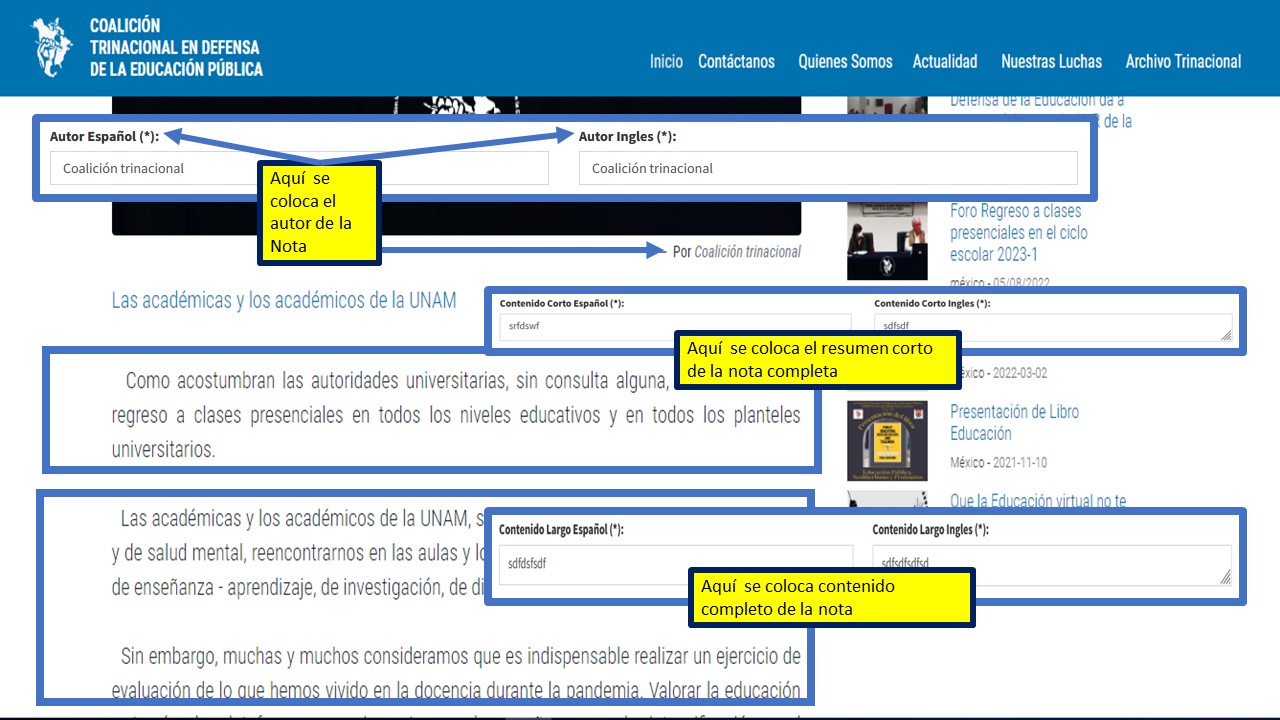 COALICIÓN
TRINACIONAL EN DEFENSA
DE LA EDUCACIÓN PÚBLICA
Inicio Contáctanos Quienes Somos Actualidad Nuestras Luchas Archivo Trinacional
Defensa de la Educación da a
de la
Autor Español (*):
Autor Ingles (*):
Coalición trinacional
Coalición trinacional
Aquí se
coloca el
autor de la
Nota
Por Coalición trinacional
Foro Regreso a clases
presenciales en el ciclo
escolar 2023-1
méxico - 05/08/2022
Las académicas y los académicos de la UNAM
Contenido Corto Español (*):
Contenido Corto Ingles (*):
srfdswf
sdfsdf
Aquí se coloca el resumen corto
de la nota completa
éxico - 2022-03-02
Como acostumbran las autoridades universitarias, sin consulta alguna,
regreso a clases presenciales en todos los niveles educativos y en todos los planteles
universitarios.
Presentación de Libro
Educación
México - 2021-11-10
Que la Educación virtual no te
Las académicas y los académicos de la UNAM, s
y de salud mental, reencontrarnos en las aulas y lo
de enseñanza - aprendizaje, de investigación, de di
Contenido Largo Español (*):
Contenido Largo Ingles (*):
sdfdsfsdf
sdfsdfsdfsd
Aquí se coloca contenido
completo de la nota
Sin embargo, muchas y muchos consideramos que es indispensable realizar un ejercicio de
evaluación de lo que hemos vivido en la docencia durante la pandemia. Valorar la educación